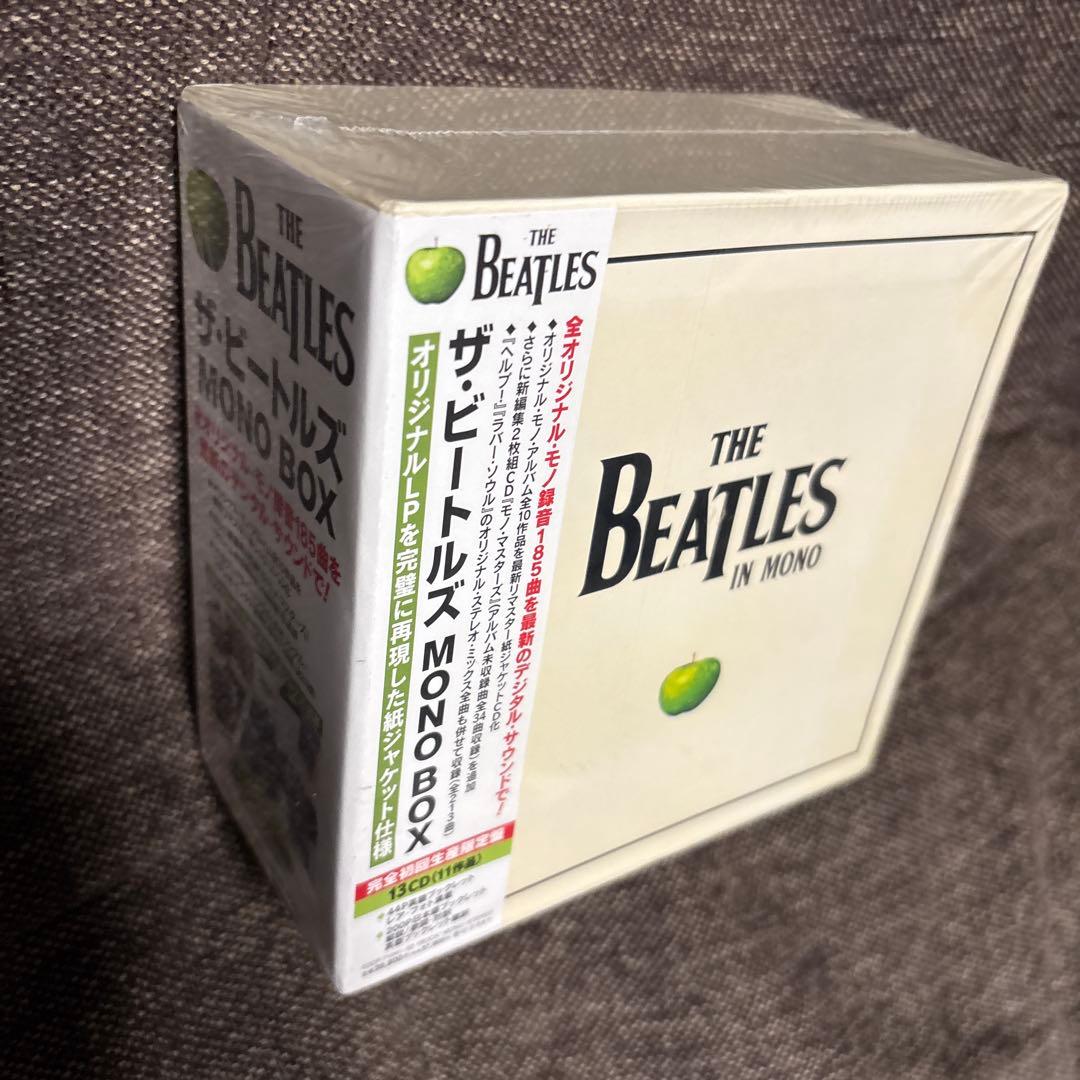 THE
BEATLES
ザ・ビートルズ
MONO BOX
THE
BEATLES
全オリジナル・モノ録音185曲を最新のデジタル・サウンドで!
◆オリジナル・モノ・アルバム全10作品を最新リマスター紙ジャケットCD化
◆さらに新編集2枚組CD『モノ・マスターズ』(アルバム未収録曲全34曲収録)を追加
◆『ヘルプ!』『ラバー・ソウル』のオリジナル・ステレオ・ミックス全曲も併せて収録(全213曲)
ザ・ビートルズ MONO BOX
オリジナルLPを完璧に再現した紙ジャケット仕様
完全初回生産限定盤
13CD(11作品)
THE
BEATLES
IN MONO